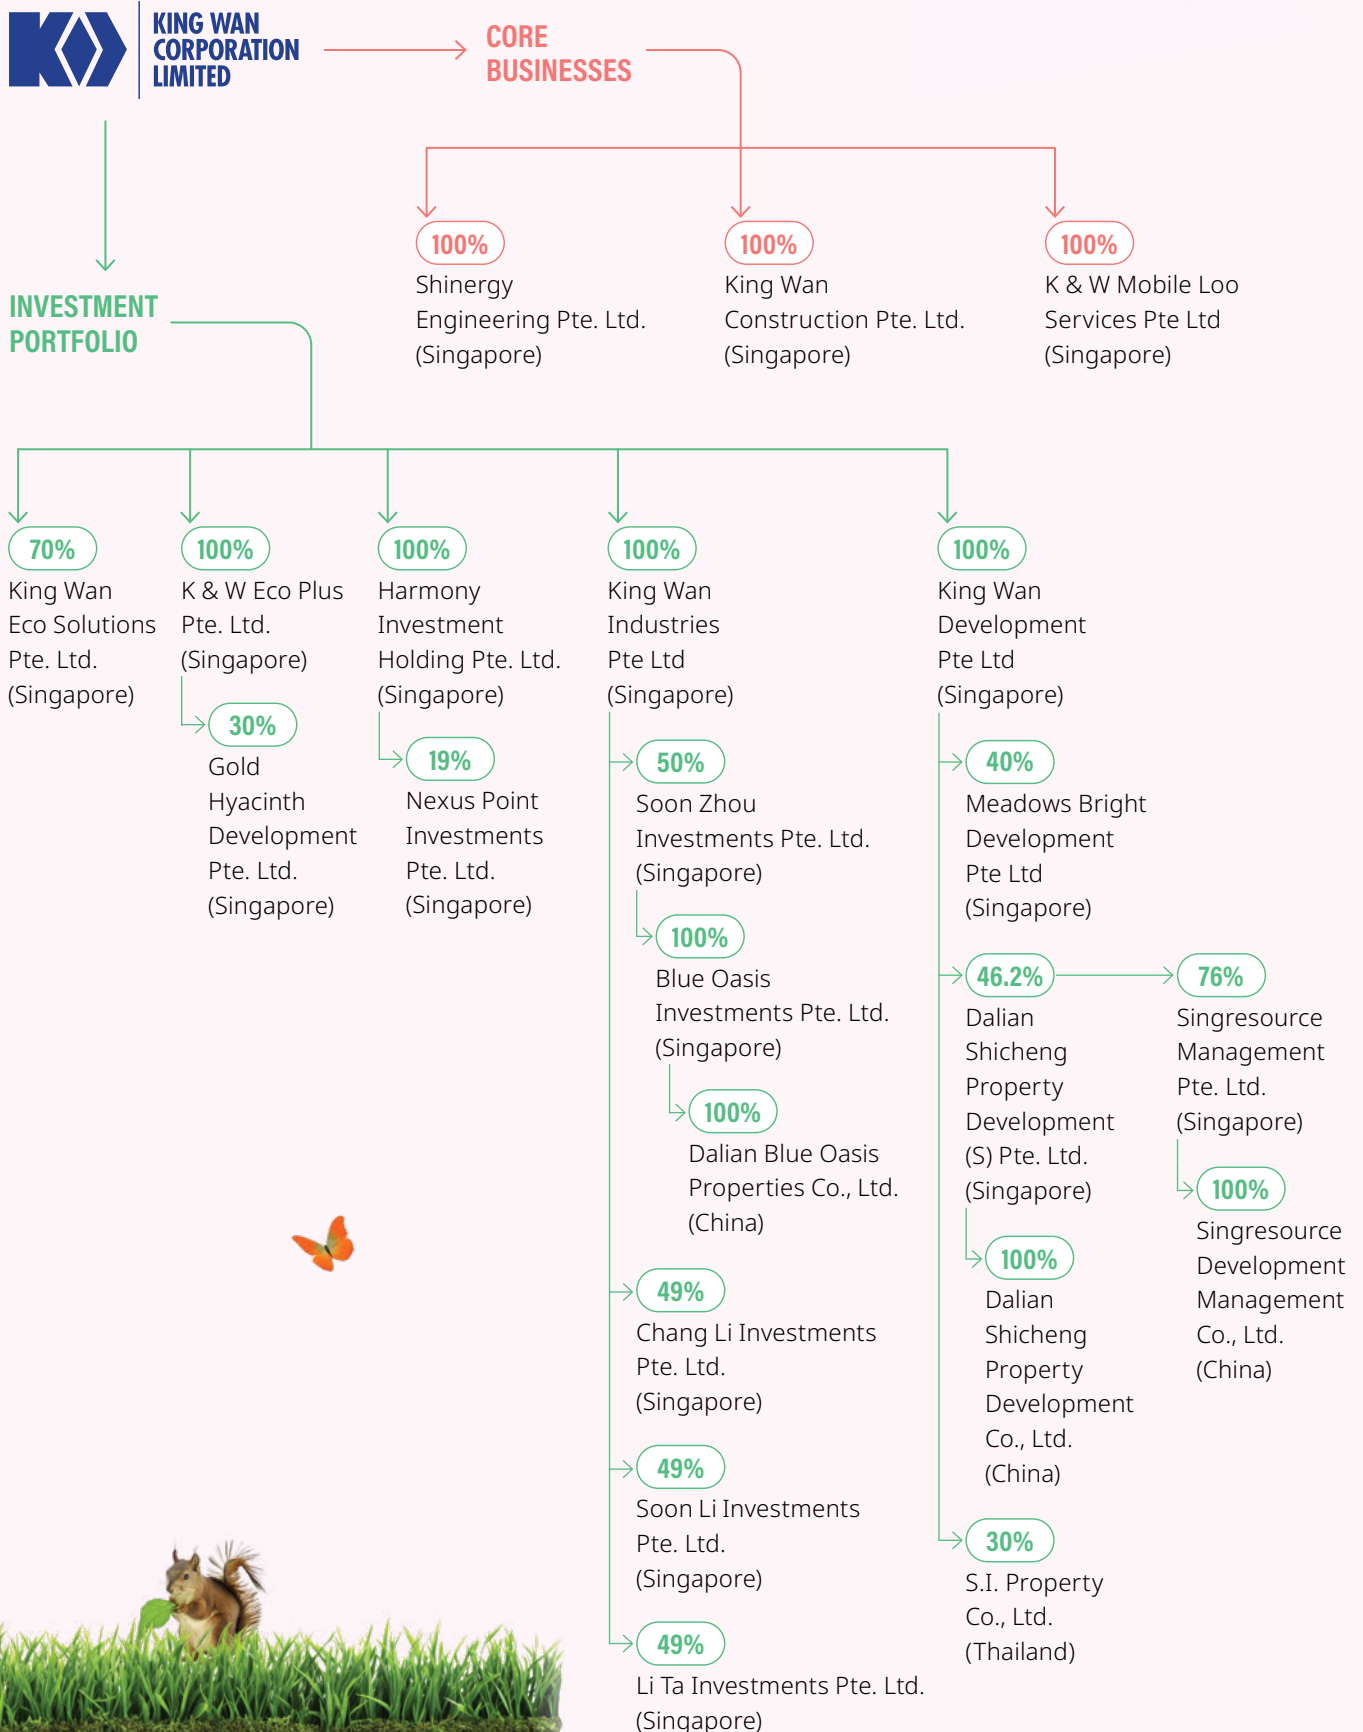 KING WAN
CORPORATION
LIMITED
CORE
BUSINESSES
100%
Shinergy
Engineering Pte. Ltd.
(Singapore)
100%
King Wan
Construction Pte. Ltd.
(Singapore)
100%
K & W Mobile Loo
Services Pte Ltd
(Singapore)
INVESTMENT
PORTFOLIO
70%
King Wan
Eco Solutions
Pte. Ltd.
(Singapore)
100%
K & W Eco Plus
Pte. Ltd.
(Singapore)
30%
Gold
Hyacinth
Development
Pte. Ltd.
(Singapore)
100%
Harmony
Investment
Holding Pte. Ltd.
(Singapore)
19%
Nexus Point
Investments
Pte. Ltd.
(Singapore)
100%
King Wan
Industries
Pte Ltd
(Singapore)
50%
Soon Zhou
Investments Pte. Ltd.
(Singapore)
100%
Blue Oasis
Investments Pte. Ltd.
(Singapore)
100%
Dalian Blue Oasis
Properties Co., Ltd.
(China)
49%
Chang Li Investments
Pte. Ltd.
(Singapore)
49%
Soon Li Investments
Pte. Ltd.
(Singapore)
49%
Li Ta Investments Pte. Ltd.
(Singapore)
100%
King Wan
Development
Pte Ltd
(Singapore)
40%
Meadows Bright
Development
Pte Ltd
(Singapore)
46.2%
Dalian
Shicheng
Property
Development
(S) Pte. Ltd.
(Singapore)
100%
Dalian
Shicheng
Property
Development
Co., Ltd.
(China)
76%
Singresource
Management
Pte. Ltd.
(Singapore)
100%
Singresource
Development
Management
Co., Ltd.
(China)
30%
S.I. Property
Co., Ltd.
(Thailand)